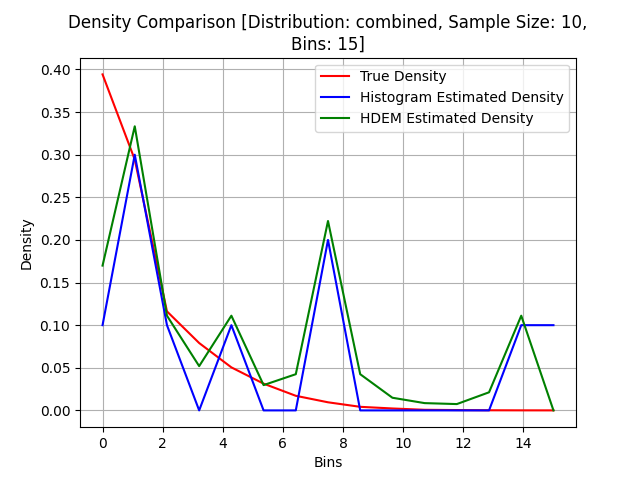 Density Comparison [Distribution: combined, Sample Size: 10,
Bins: 15]
True Density
Histogram Estimated Density
HDEM Estimated Density
Density
0.40
0.35
0.30
0.25
0.20
0.15
0.10
0.05
0.00
0 2 4 6 8 10 12 14
Bins